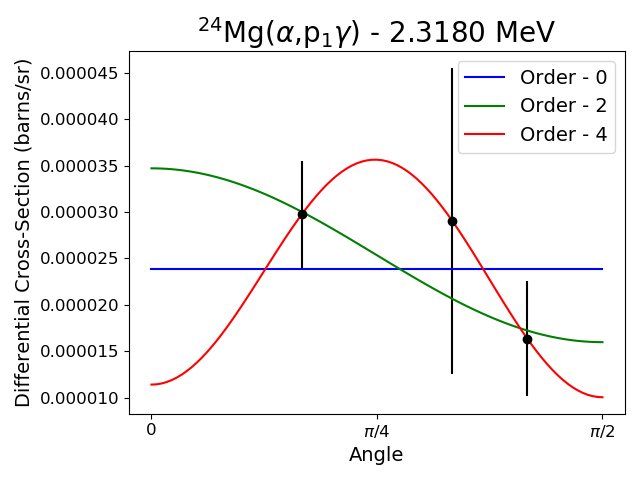 ²⁴Mg(α,p₁γ) - 2.3180 MeV
Differential Cross-Section (barns/sr)
0.000045
0.000040
0.000035
0.000030
0.000025
0.000020
0.000015
0.000010
Order - 0
Order - 2
Order - 4
0
π/4
π/2
Angle